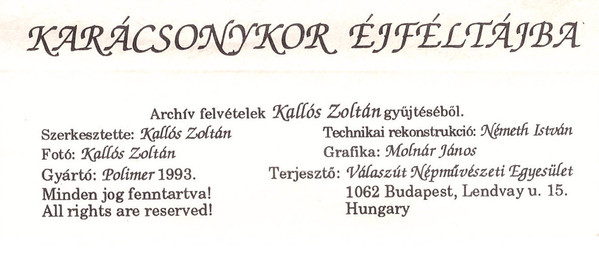 KARÁCSONYKOR ÉJFÉLTÁJBA
Archív felvételek Kallós Zoltán gyűjtéséből.
Szerkesztette: Kallós Zoltán
Technikai rekonstrukció: Németh István
Fotó: Kallós Zoltán
Grafika: Molnár János
Gyártó: Polimer 1993.
Terjesztő: Válaszút Népművészeti Egyesület
Minden jog fenntartva!
1062 Budapest, Lendvay u. 15.
All rights are reserved!
Hungary